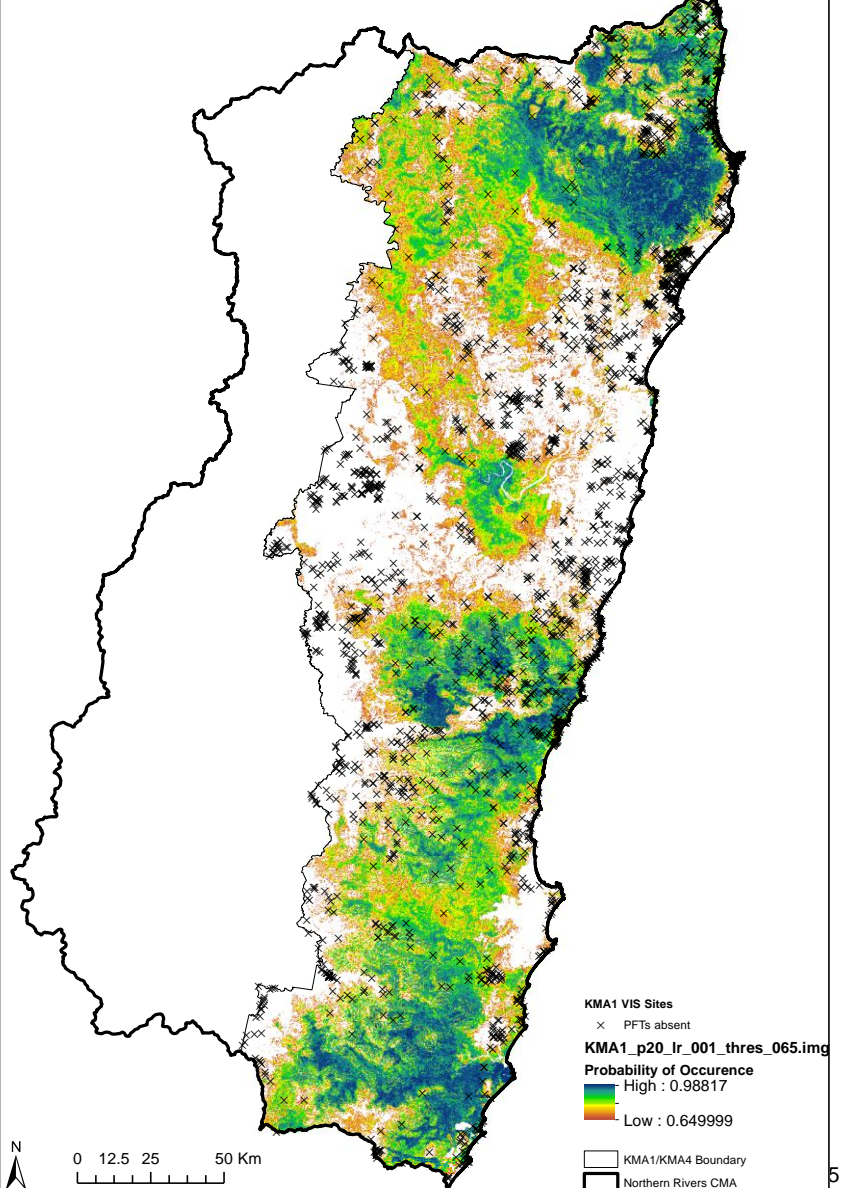 KMA1 VIS Sites
× PFTs absent
KMA1_p20_lr_001_thres_065.img
Probability of Occurence
High : 0.98817
Low : 0.649999
KMA1/KMA4 Boundary
Northern Rivers CMA
N
0 12.5 25 50 Km
5